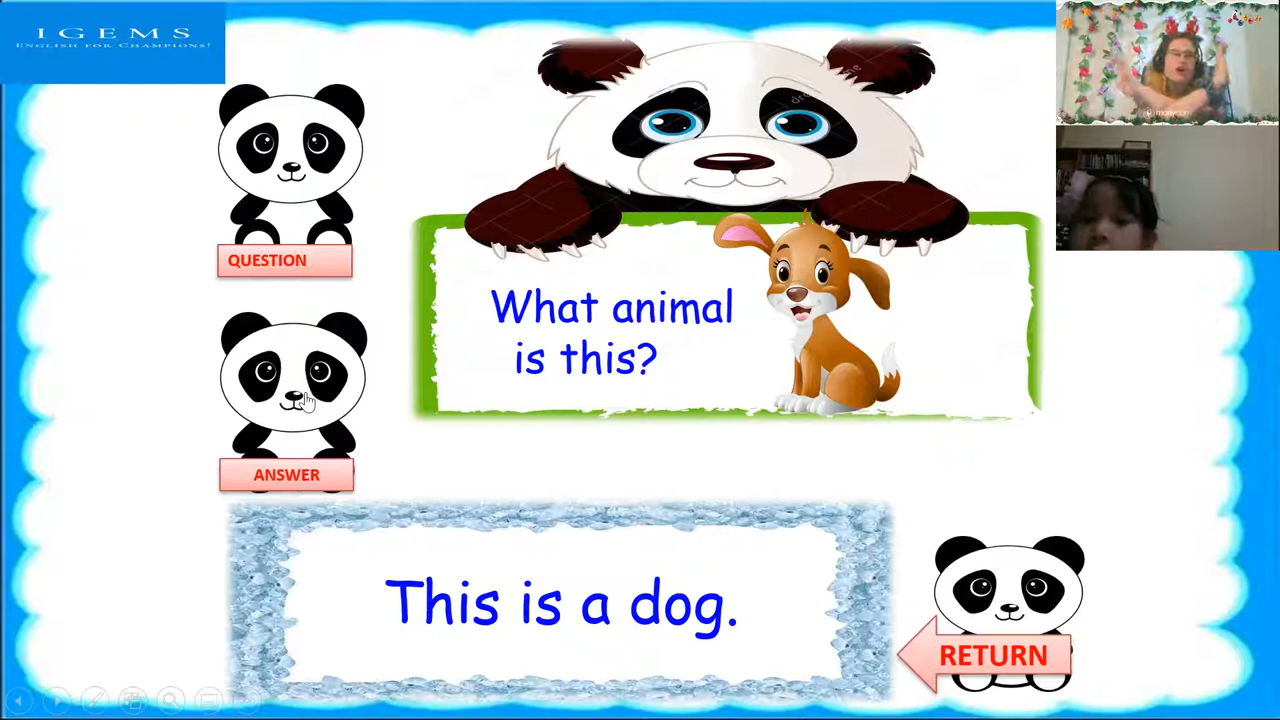 IGEMS
ENGLISH FOR CHAMPIONS!
QUESTION
What animal
is this?
ANSWER
This is a dog.
RETURN